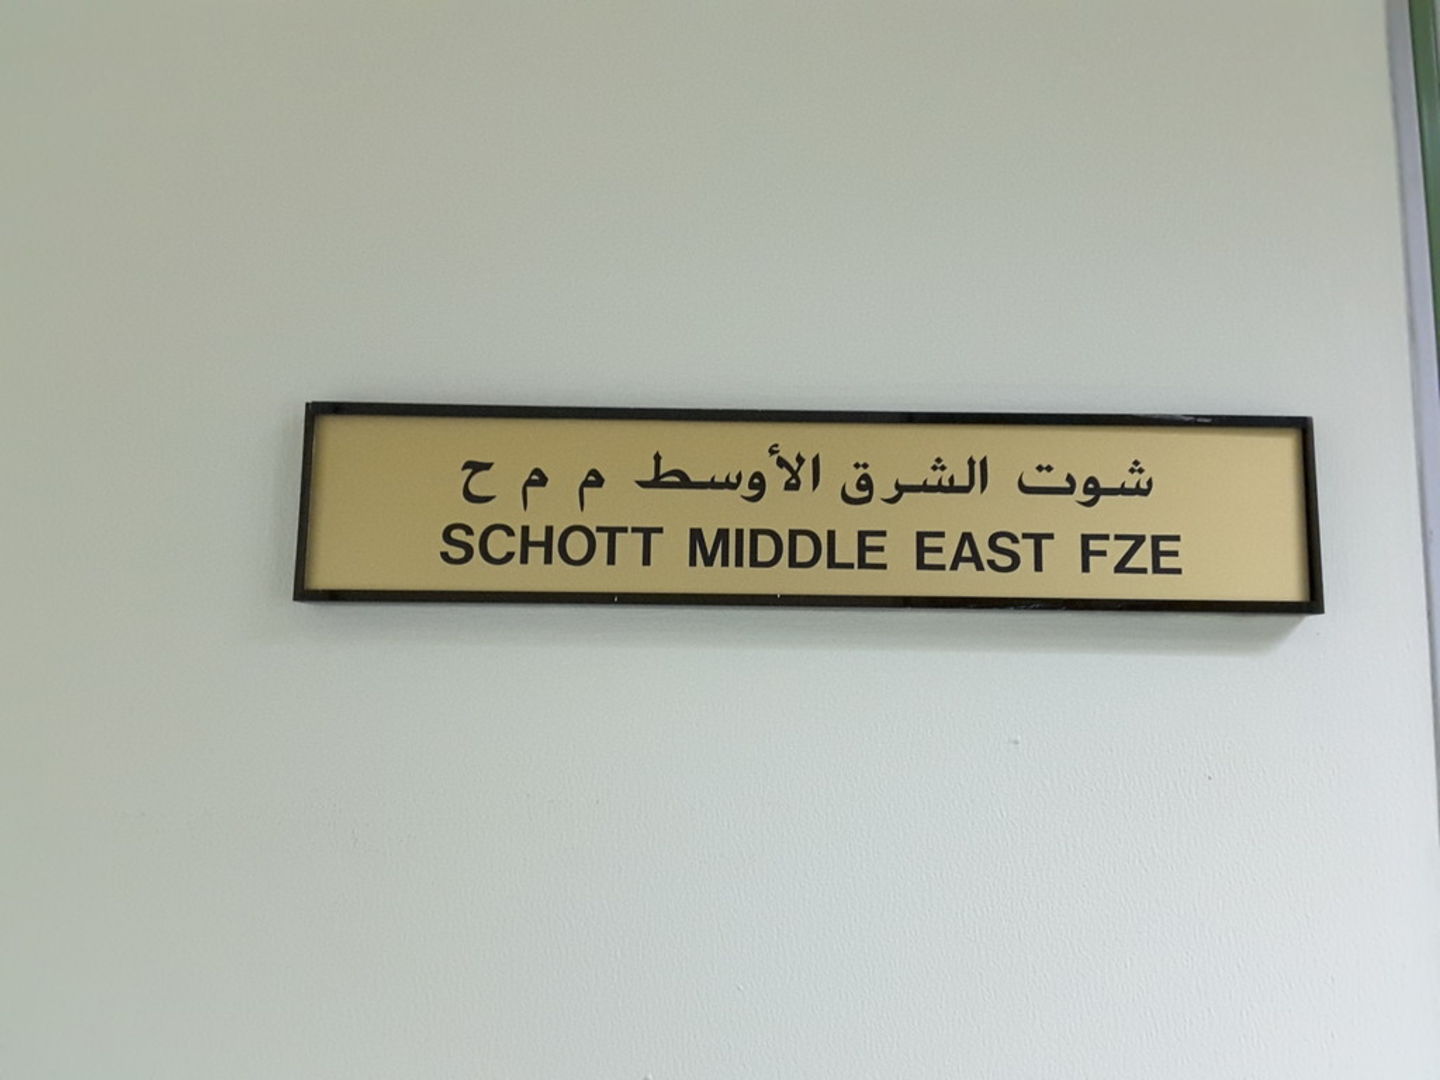 شوت الشرق الأوسط م م ح
SCHOTT MIDDLE EAST FZE